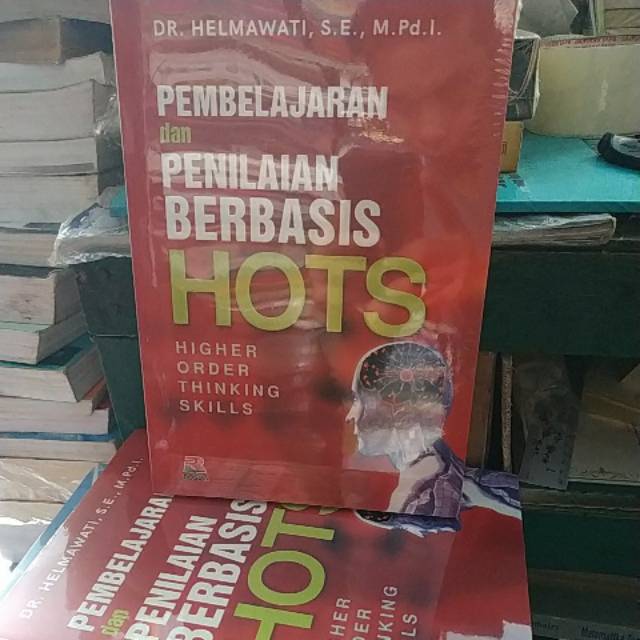 DR. HELMAWATI, S.E., M.Pd.I.
PEMBELAJARAN
dan
PENILAIAN
BERBASIS
HOTS
HIGHER
ORDER
THINKING
SKILLS
DR. HELMAWATI, S.E., M.Pd.I.
PEMBELAJARAN
dan
PENILAIAN
BERBASIS
HOTS